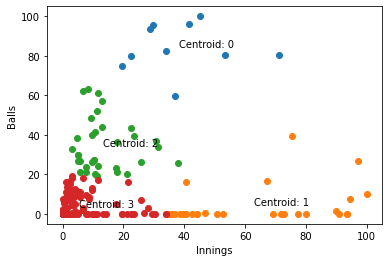 100
80
60
40
20
0
Balls
Centroid: 0
Centroid: 2
Centroid: 3
Centroid: 1
0
20
40
60
80
100
Innings